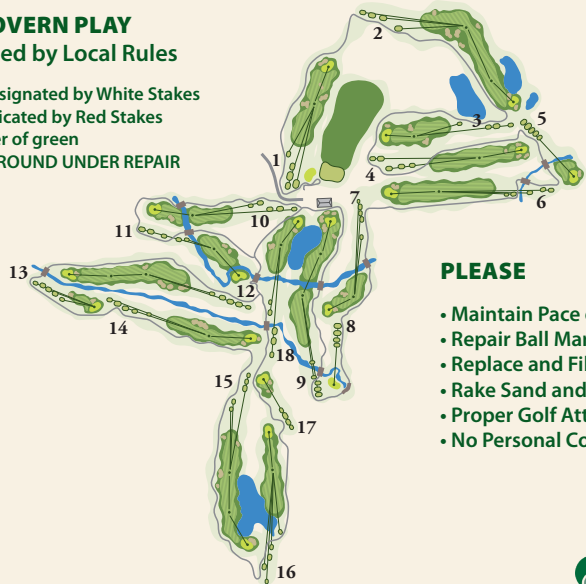 OVERN PLAY
ed by Local Rules
signated by White Stakes
icated by Red Stakes
er of green
ROUND UNDER REPAIR
2
3
5
1
4
6
7
10
11
12
13
14
8
18
9
15
17
16
PLEASE
• Maintain Pace
• Repair Ball Mar
• Replace and Fil
• Rake Sand and
• Proper Golf Att
• No Personal Co